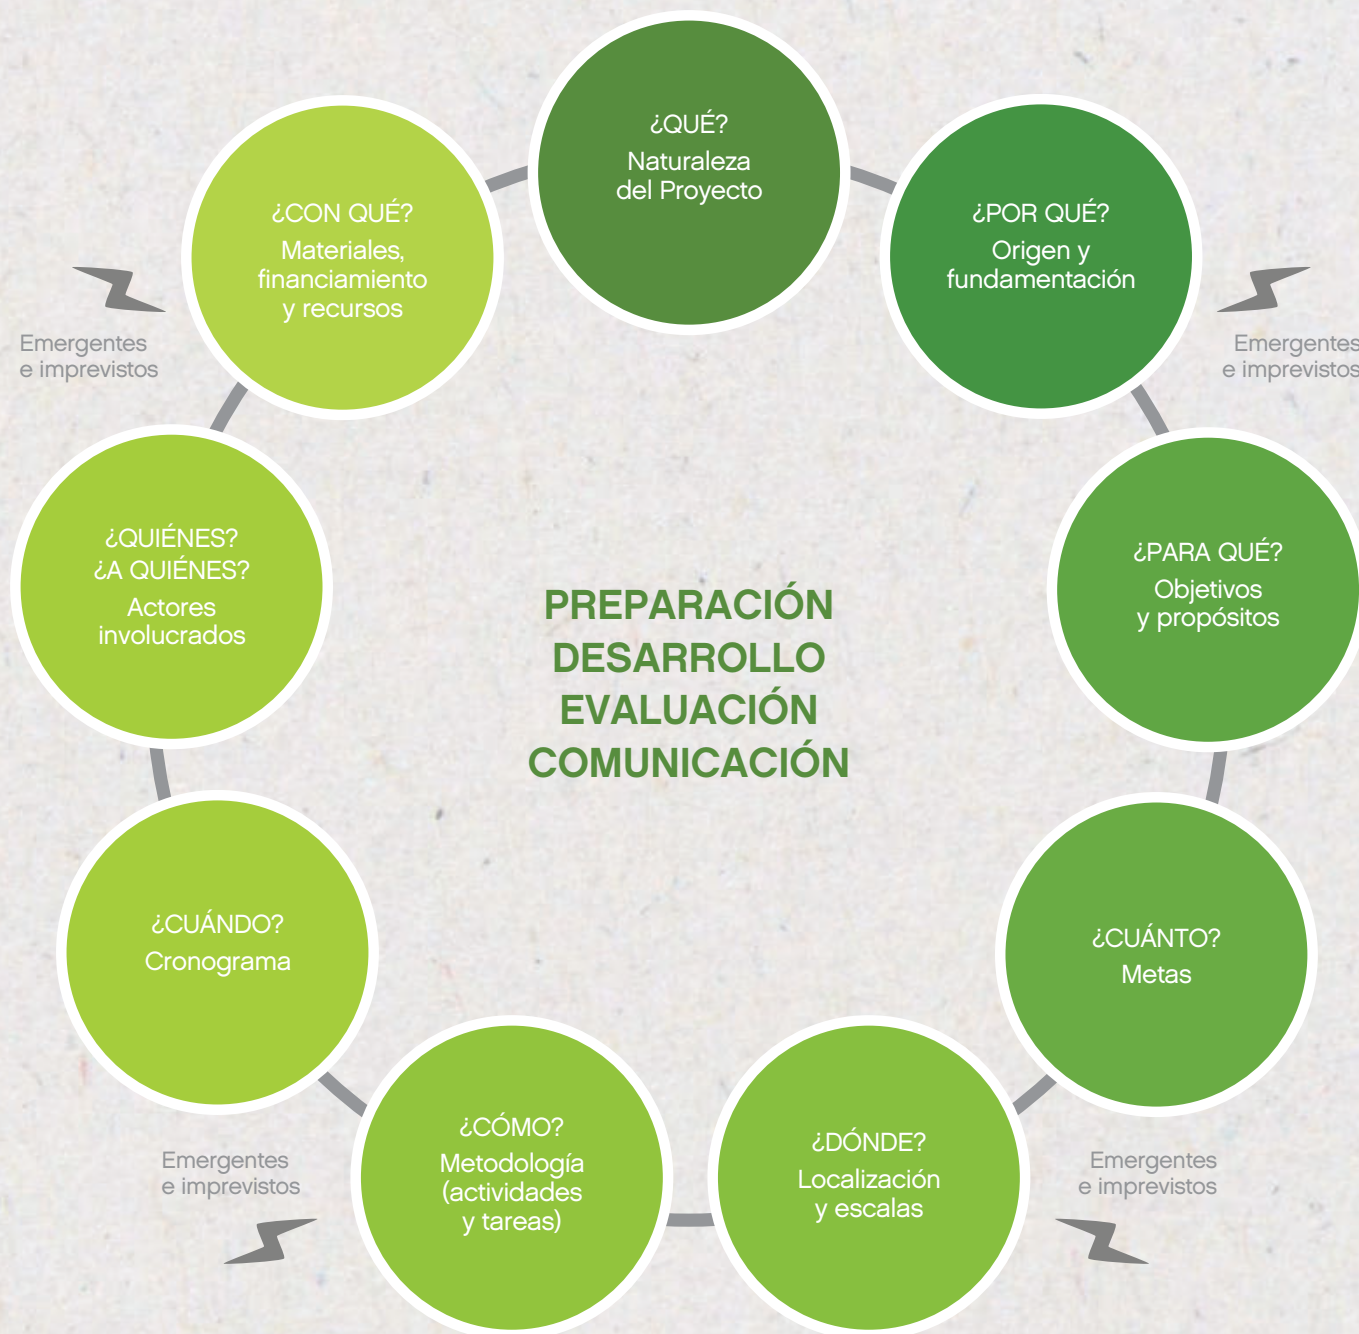 ¿QUÉ?
Naturaleza
del Proyecto
¿POR QUÉ?
Origen y
fundamentación
Emergentes
e imprevistos
¿PARA QUÉ?
Objetivos
y propósitos
¿CUÁNTO?
Metas
Emergentes
e imprevistos
¿DÓNDE?
Localización
y escalas
¿CÓMO?
Metodología
(actividades
y tareas)
Emergentes
e imprevistos
¿CUÁNDO?
Cronograma
¿QUIÉNES?
¿A QUIÉNES?
Actores
involucrados
Emergentes
e imprevistos
¿CON QUÉ?
Materiales,
financiamiento
y recursos
PREPARACIÓN
DESARROLLO
EVALUACIÓN
COMUNICACIÓN